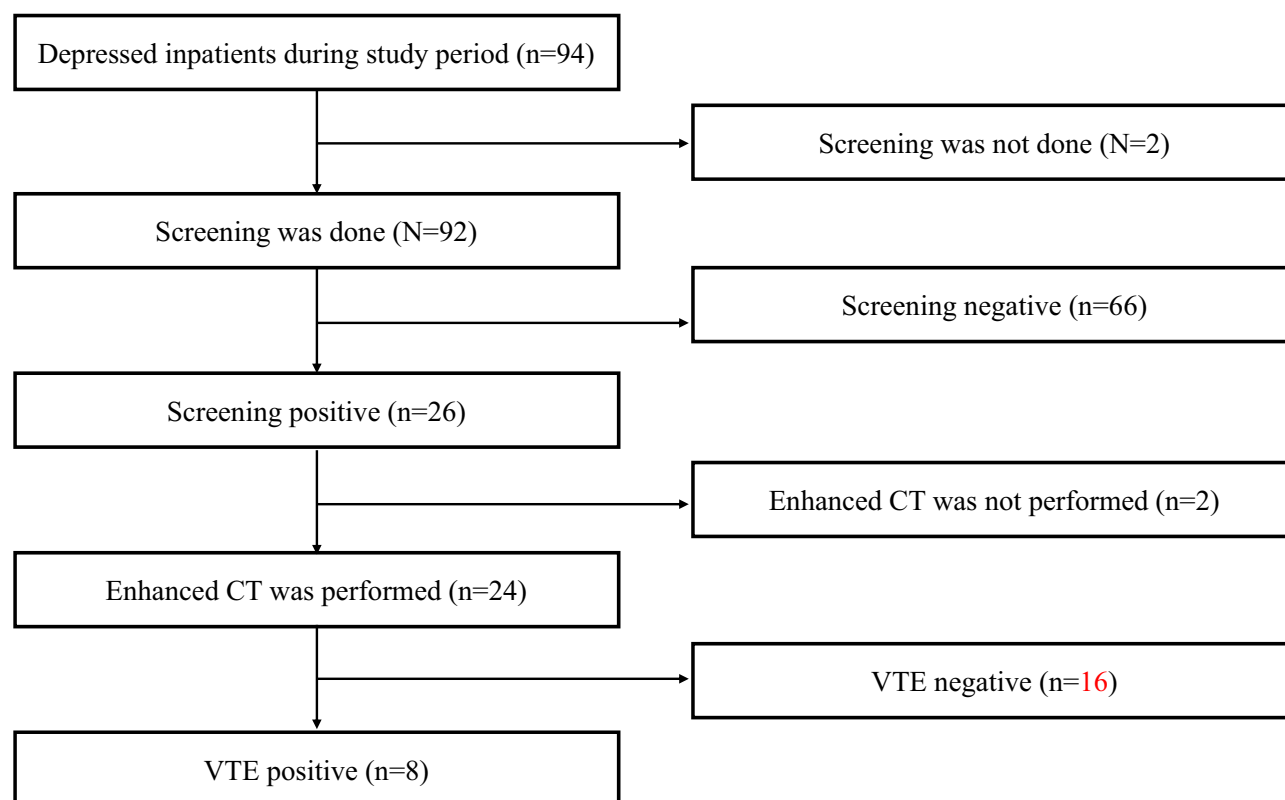 Depressed inpatients during study period (n=94)
Screening was not done (N=2)
Screening was done (N=92)
Screening negative (n=66)
Screening positive (n=26)
Enhanced CT was not performed (n=2)
Enhanced CT was performed (n=24)
VTE negative (n=16)
VTE positive (n=8)